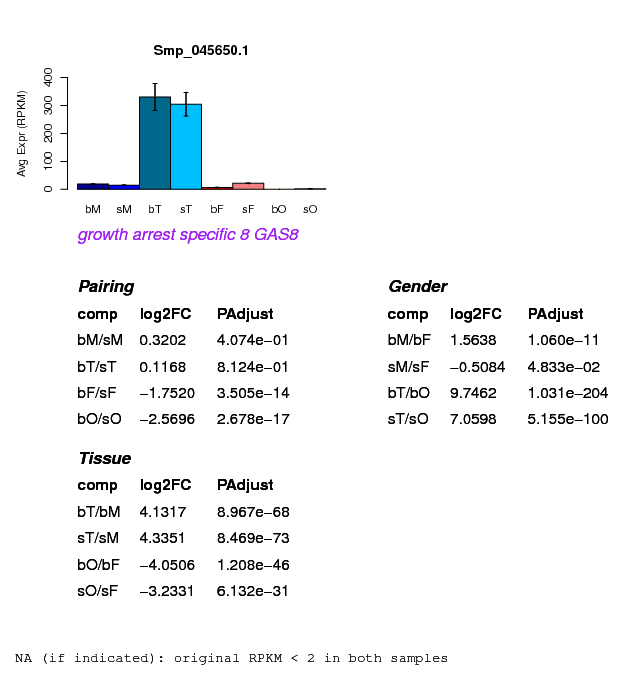 Smp_045650.1
Avg Expr (RPKM)
400
300
200
100
0
bM sM bT sT bF sF bO sO
growth arrest specific 8 GAS8
Pairing
comp log2FC PAdjust
bM/sM 0.3202 4.074e−01
bT/sT 0.1168 8.124e−01
bF/sF −1.7520 3.505e−14
bO/sO −2.5696 2.678e−17
Gender
comp log2FC PAdjust
bM/bF 1.5638 1.060e−11
sM/sF −0.5084 4.833e−02
bT/bO 9.7462 1.031e−204
sT/sO 7.0598 5.155e−100
Tissue
comp log2FC PAdjust
bT/bM 4.1317 8.967e−68
sT/sM 4.3351 8.469e−73
bO/bF −4.0506 1.208e−46
sO/sF −3.2331 6.132e−31
NA (if indicated): original RPKM < 2 in both samples